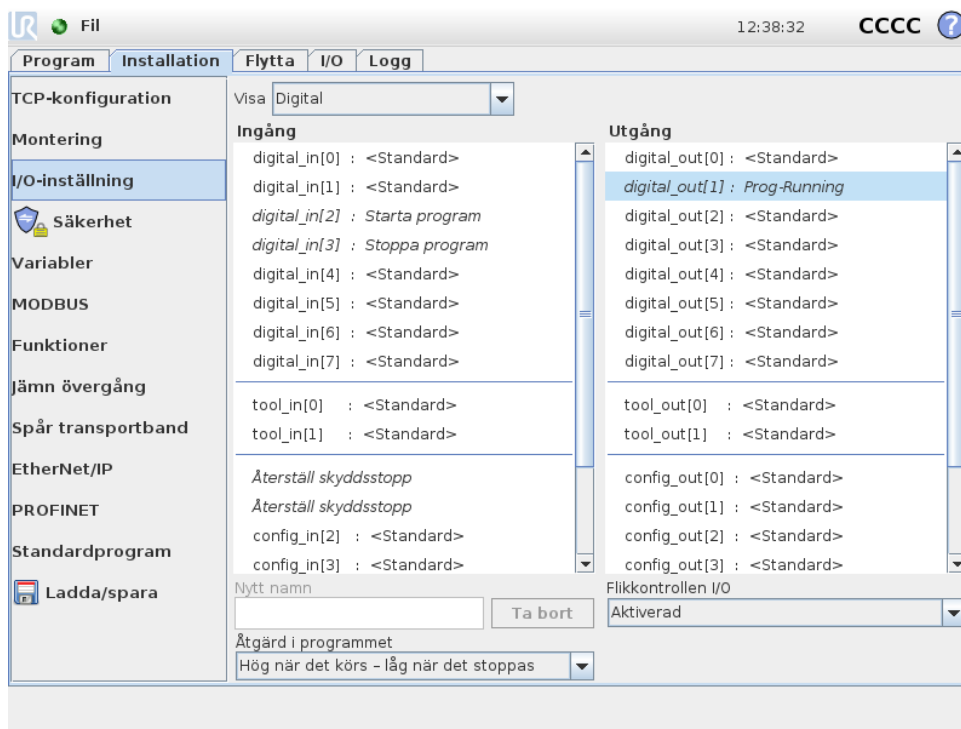 UR Fil 12:38:32 CCCC ?
Program Installation Flytta I/O Logg
TCP-konfiguration
Montering
I/O-inställning
Säkerhet
Variabler
MODBUS
Funktioner
Jämn övergång
Spår transportband
EtherNet/IP
PROFINET
Standardprogram
Ladda/spara
Visa Digital
Ingång
digital_in[0] : <Standard>
digital_in[1] : <Standard>
digital_in[2] : Starta program
digital_in[3] : Stoppa program
digital_in[4] : <Standard>
digital_in[5] : <Standard>
digital_in[6] : <Standard>
digital_in[7] : <Standard>
tool_in[0] : <Standard>
tool_in[1] : <Standard>
Återställ skyddsstopp
Återställ skyddsstopp
config_in[2] : <Standard>
config_in[3] : <Standard>
Utgång
digital_out[0] : <Standard>
digital_out[1] : Prog-Running
digital_out[2] : <Standard>
digital_out[3] : <Standard>
digital_out[4] : <Standard>
digital_out[5] : <Standard>
digital_out[6] : <Standard>
digital_out[7] : <Standard>
tool_out[0] : <Standard>
tool_out[1] : <Standard>
config_out[0] : <Standard>
config_out[1] : <Standard>
config_out[2] : <Standard>
config_out[3] : <Standard>
Nytt namn
Ta bort
Flikkontrollen I/O
Aktiverad
Åtgärd i programmet
Hög när det körs – låg när det stoppas